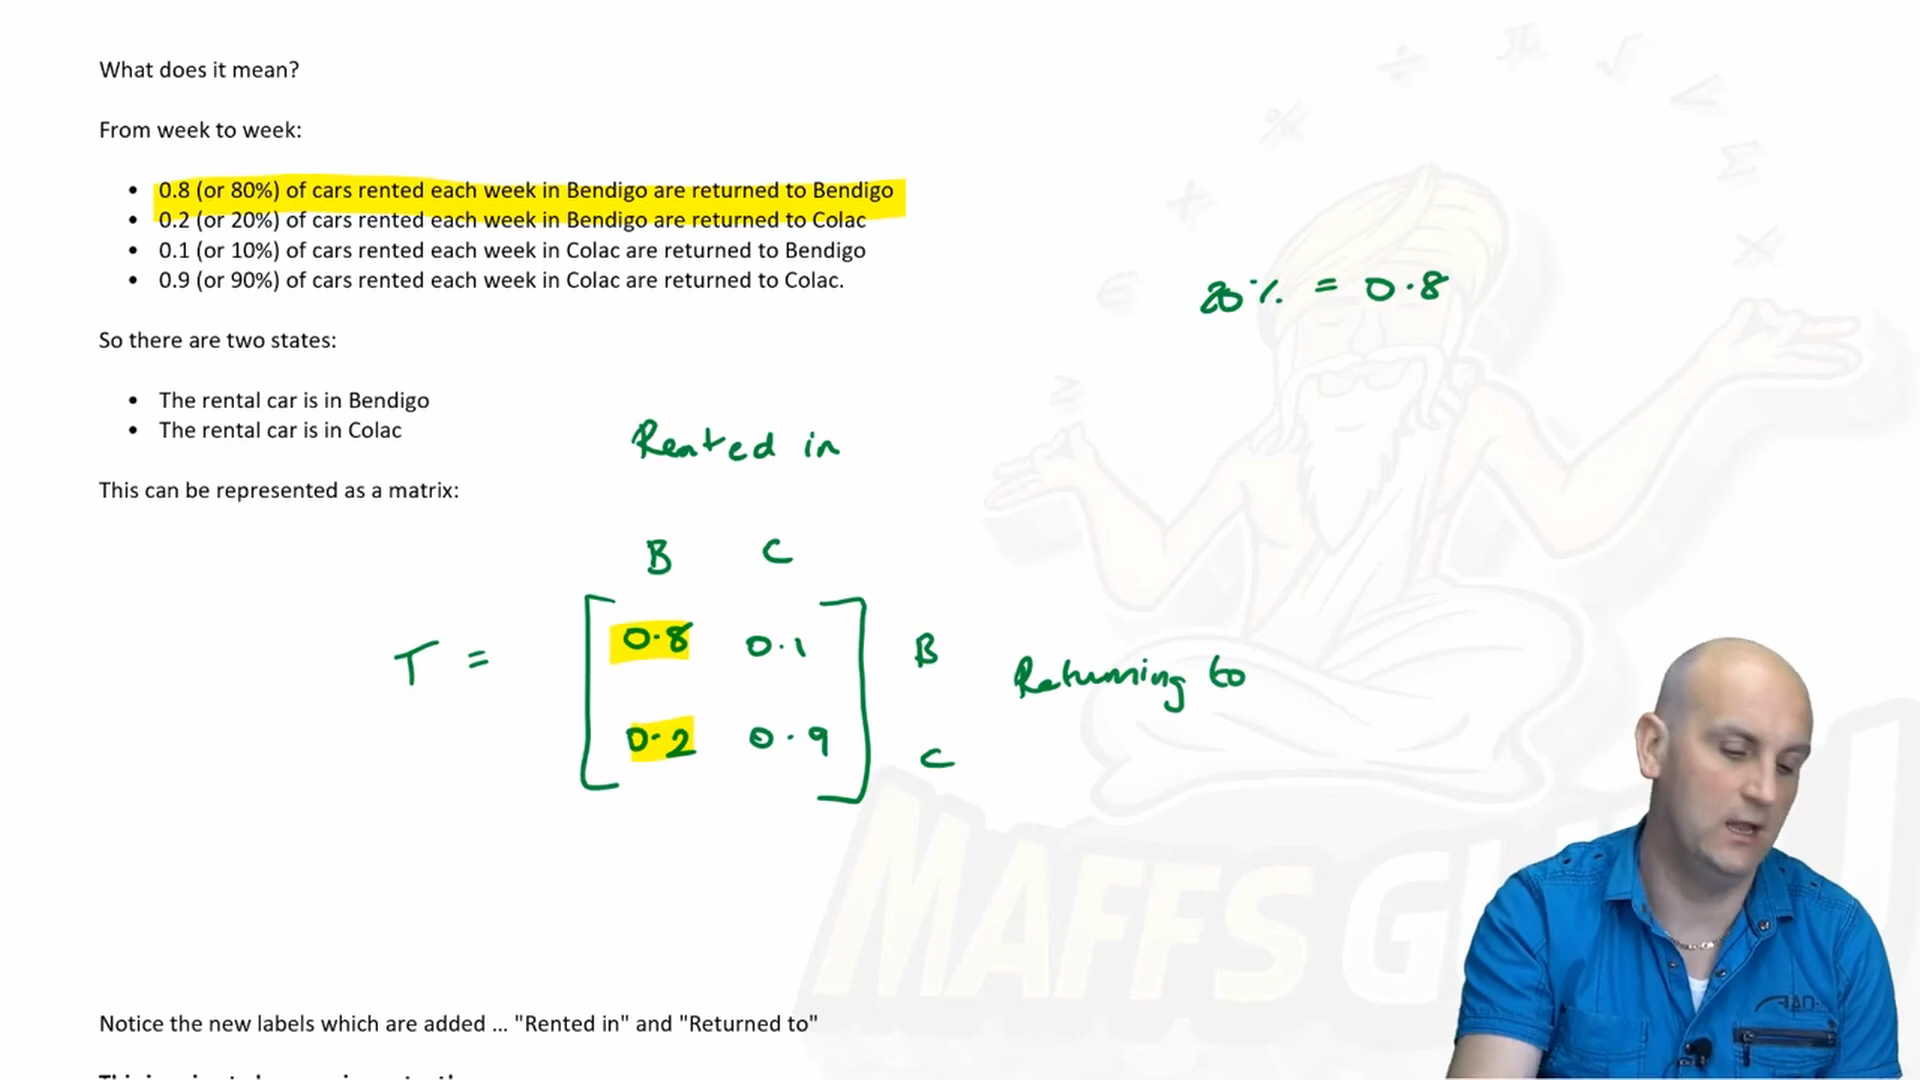 What does it mean?
From week to week:
• 0.8 (or 80%) of cars rented each week in Bendigo are returned to Bendigo
• 0.2 (or 20%) of cars rented each week in Bendigo are returned to Colac
• 0.1 (or 10%) of cars rented each week in Colac are returned to Bendigo
• 0.9 (or 90%) of cars rented each week in Colac are returned to Colac.
80% = 0.8
So there are two states:
• The rental car is in Bendigo
• The rental car is in Colac
Rented in
This can be represented as a matrix:
B C
T = [0.8 0.1] B
Returning to
[0.2 0.9] C
MAFFS G
Notice the new labels which are added ... "Rented in" and "Returned to"